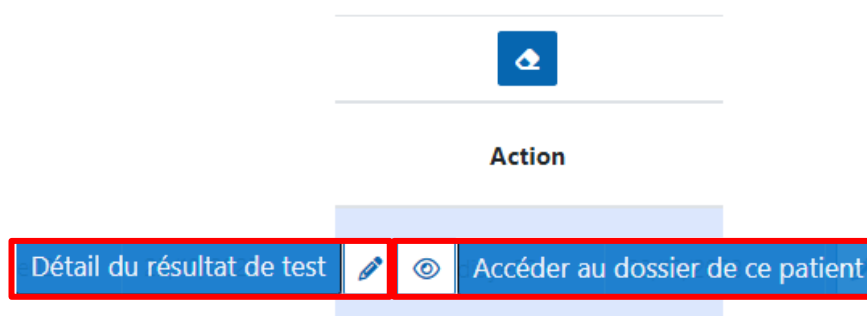 Action
Détail du résultat de test
Accéder au dossier de ce patient